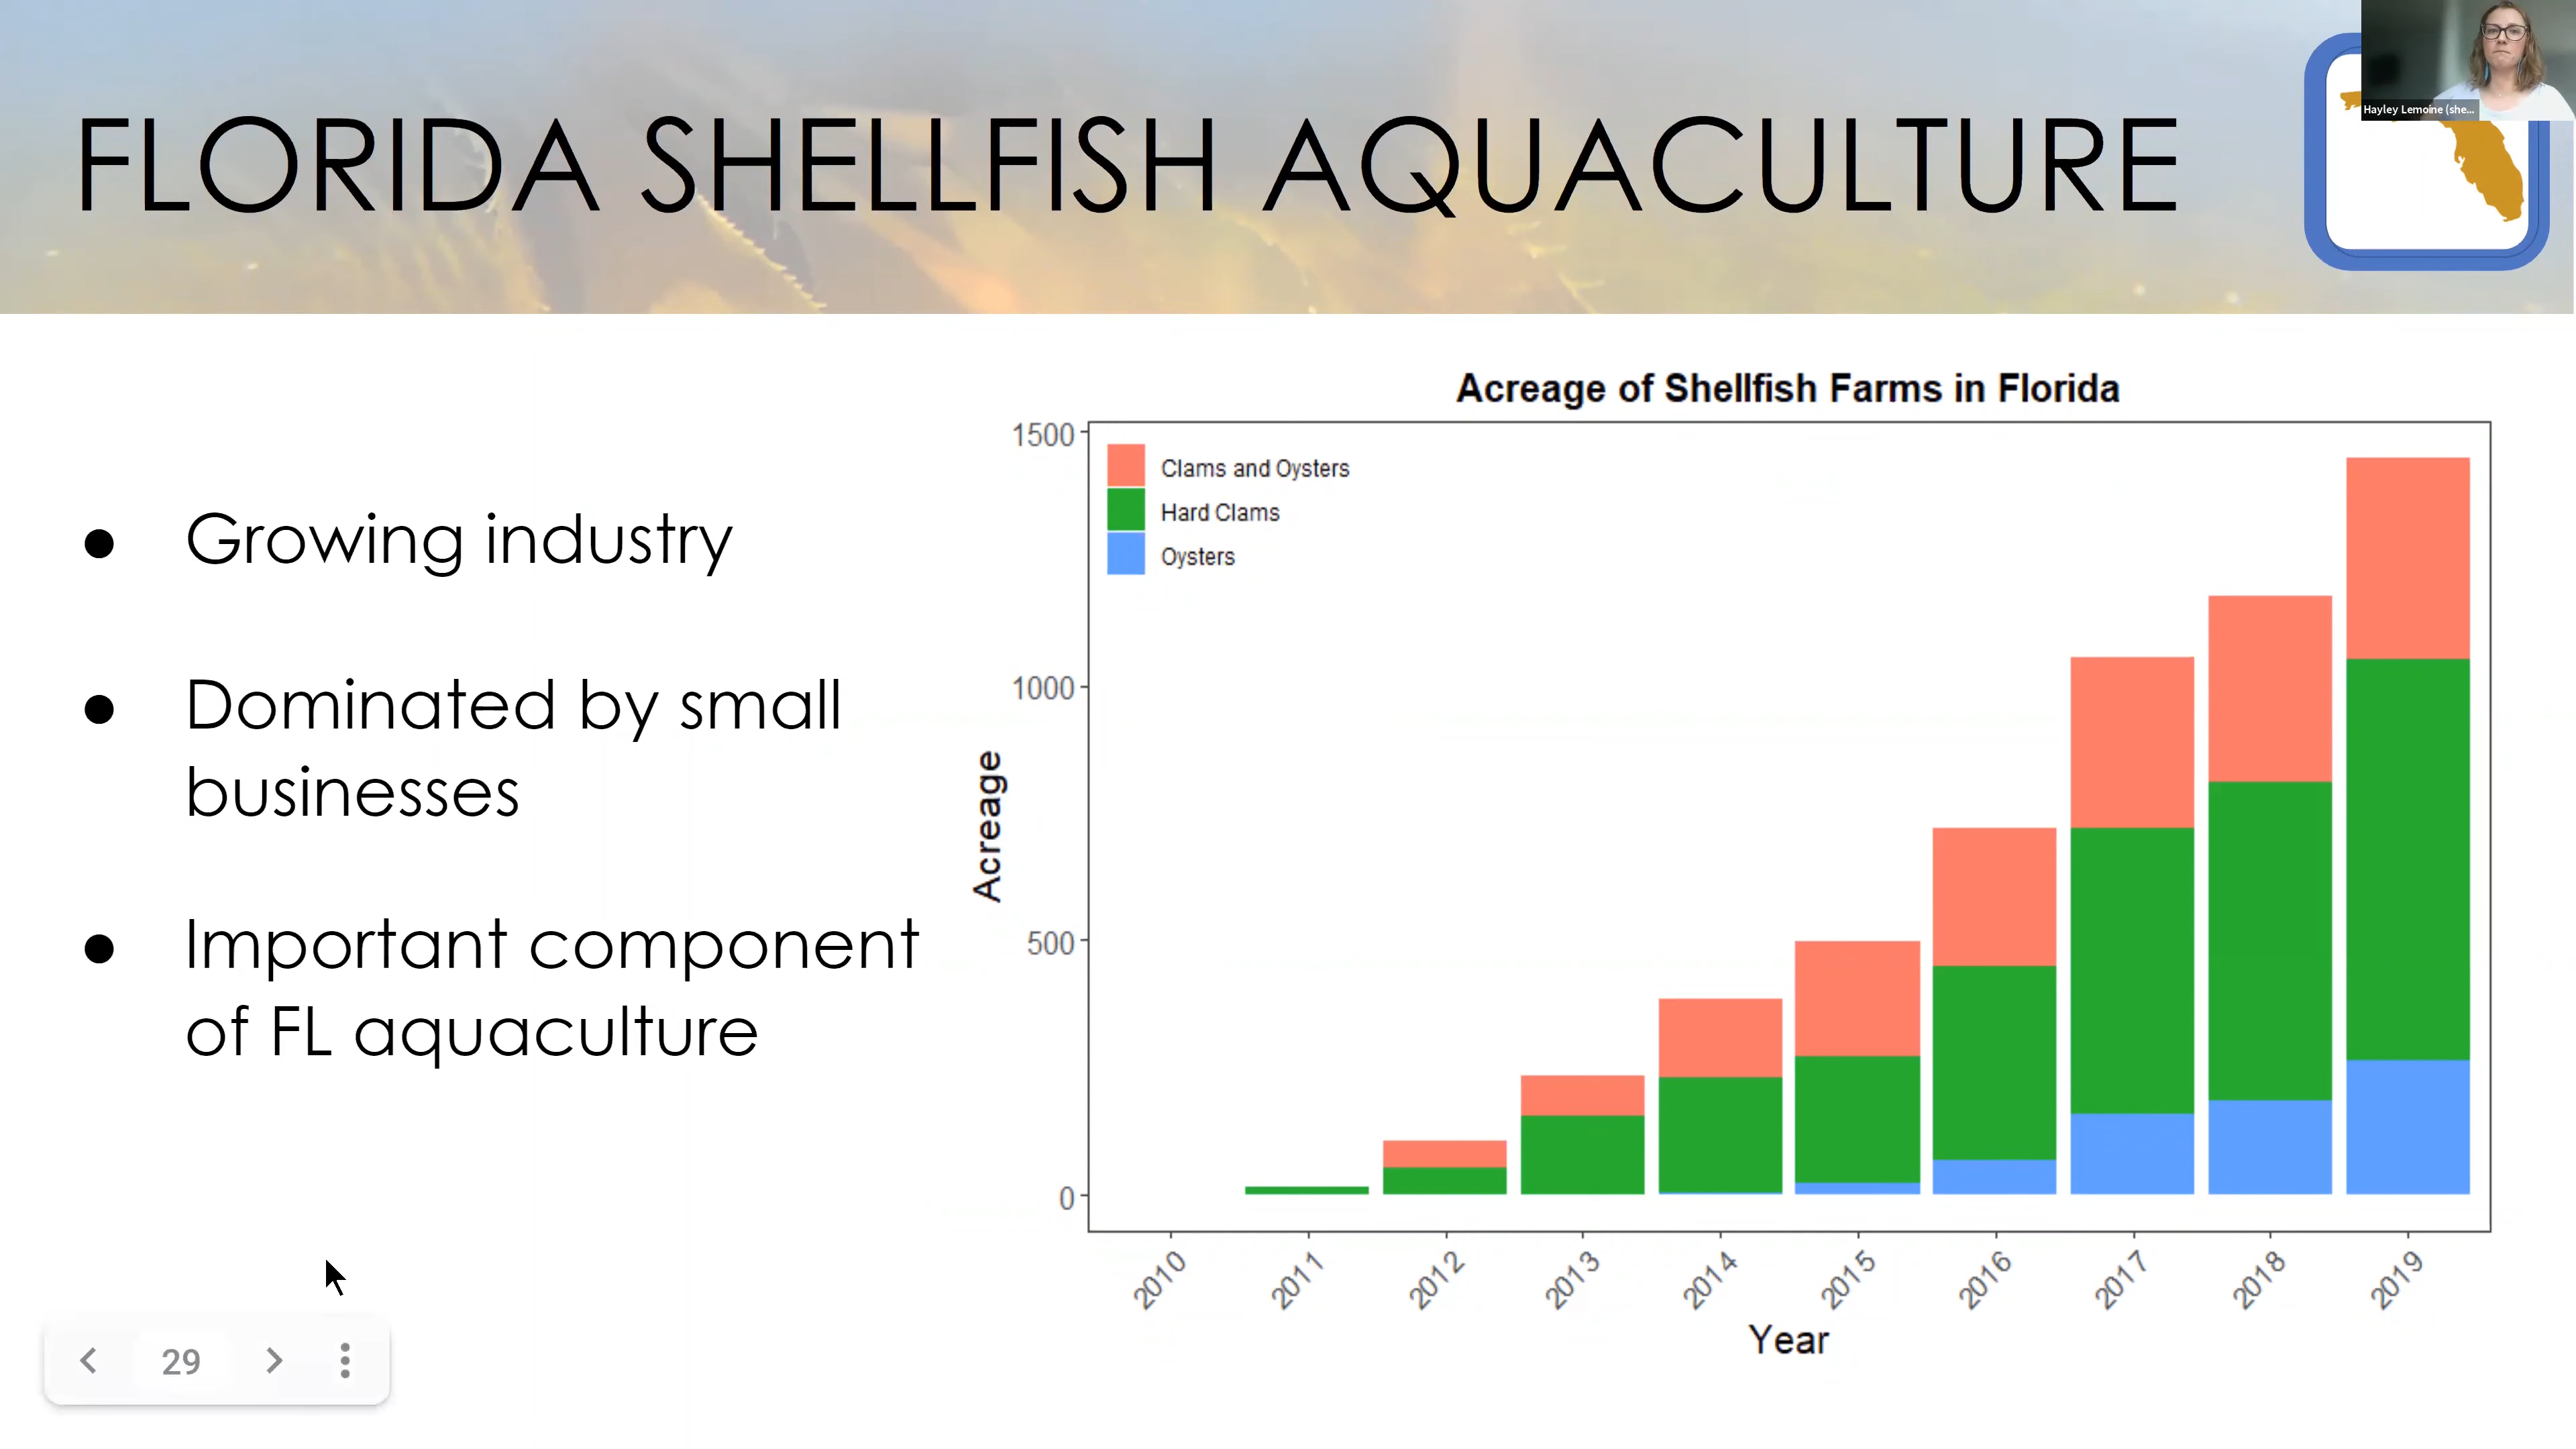 Hayley Lemoine (she...
FLORIDA SHELLFISH AQUACULTURE
● Growing industry
● Dominated by small
businesses
● Important component
of FL aquaculture
Acreage of Shellfish Farms in Florida
Clams and Oysters
Hard Clams
Oysters
1500
1000
500
0
Acreage
2010 2011 2012 2013 2014 2015 2016 2017 2018 2019
Year
29